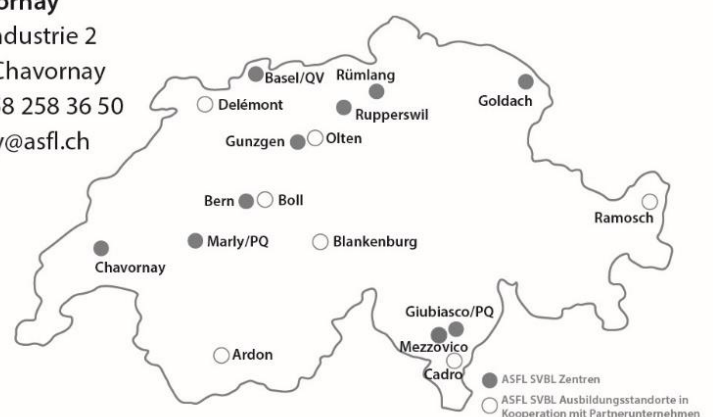 ornay
ndustrie 2
Chavornay
8 258 36 50
y@asfl.ch
Basel/QV
Rümlang
Delémont
Rupperswil
Goldach
Gunzgen
Olten
Bern
Boll
Ramosch
Marly/PQ
Blankenburg
Chavornay
Giubiasco/PQ
Mezzovico
Ardon
Cadro
ASFL SVBL Zentren
ASFL SVBL Ausbildungsstandorte in
Kooperation mit Partnerunternehmen